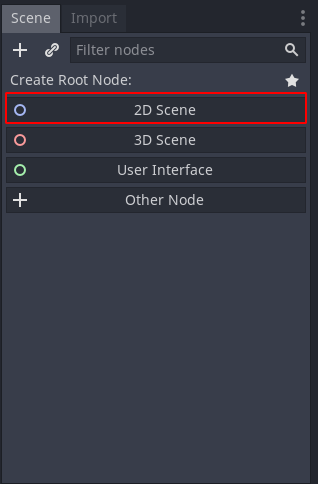 Scene Import
Filter nodes
Create Root Node:
2D Scene
3D Scene
User Interface
Other Node